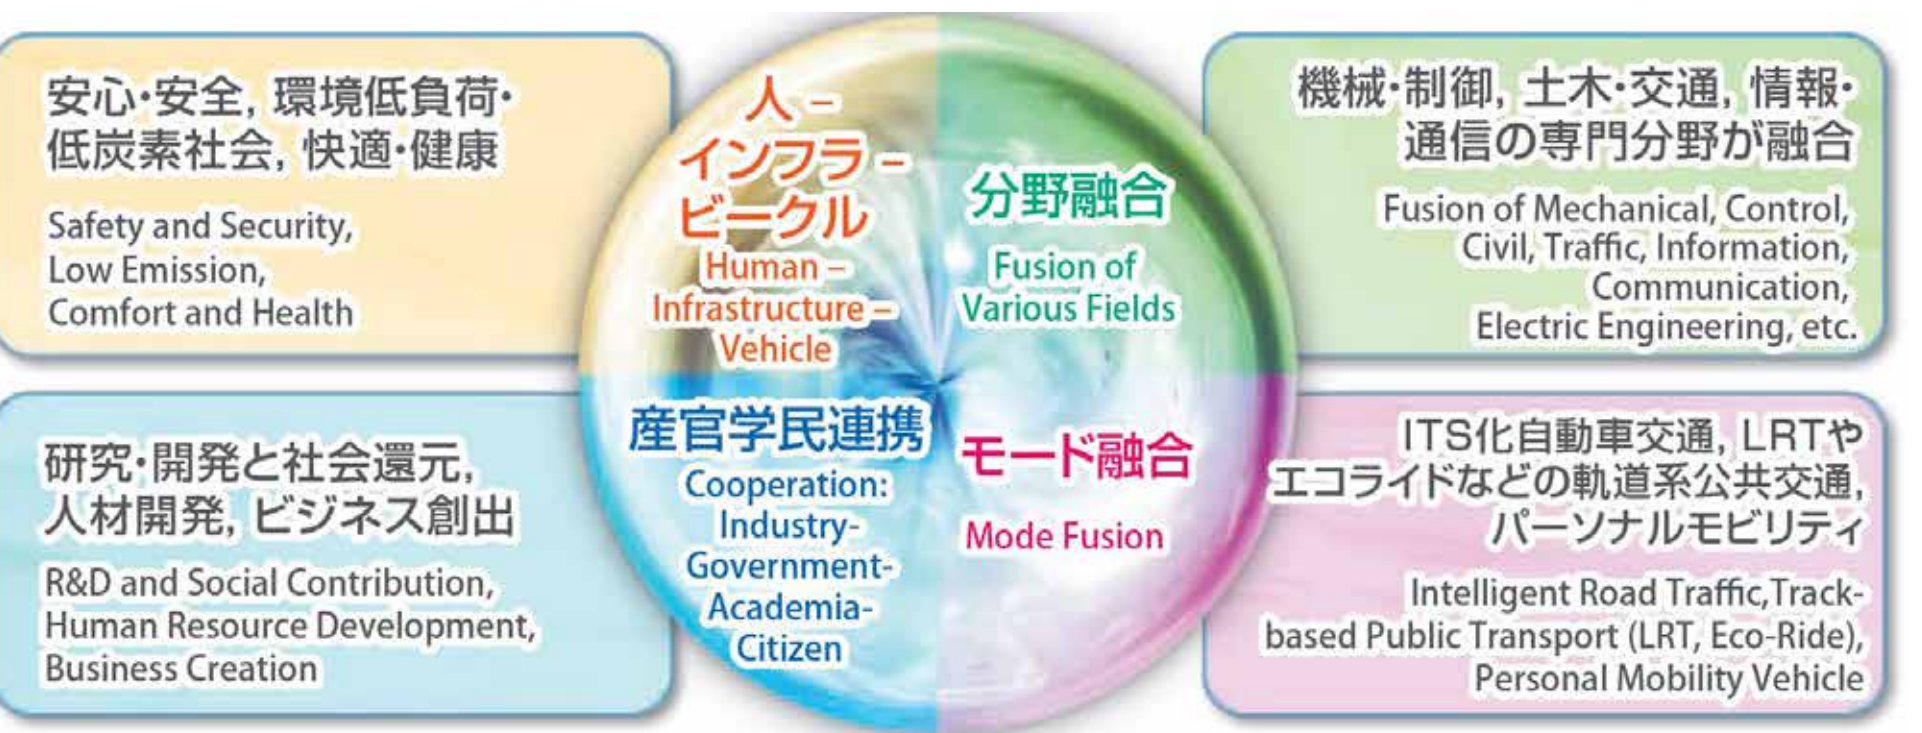 安心・安全, 環境低負荷・
低炭素社会, 快適・健康
Safety and Security,
Low Emission,
Comfort and Health
人 –
インフラ –
ビークル
Human –
Infrastructure –
Vehicle
分野融合
Fusion of
Various Fields
機械・制御, 土木・交通, 情報・
通信の専門分野が融合
Fusion of Mechanical, Control,
Civil, Traffic, Information,
Communication,
Electric Engineering, etc.
研究・開発と社会還元,
人材開発, ビジネス創出
R&D and Social Contribution,
Human Resource Development,
Business Creation
産官学民連携
Cooperation:
Industry-
Government-
Academia-
Citizen
モード融合
Mode Fusion
ITS化自動車交通, LRTや
エコライドなどの軌道系公共交通,
パーソナルモビリティ
Intelligent Road Traffic,Track-
based Public Transport (LRT, Eco-Ride),
Personal Mobility Vehicle